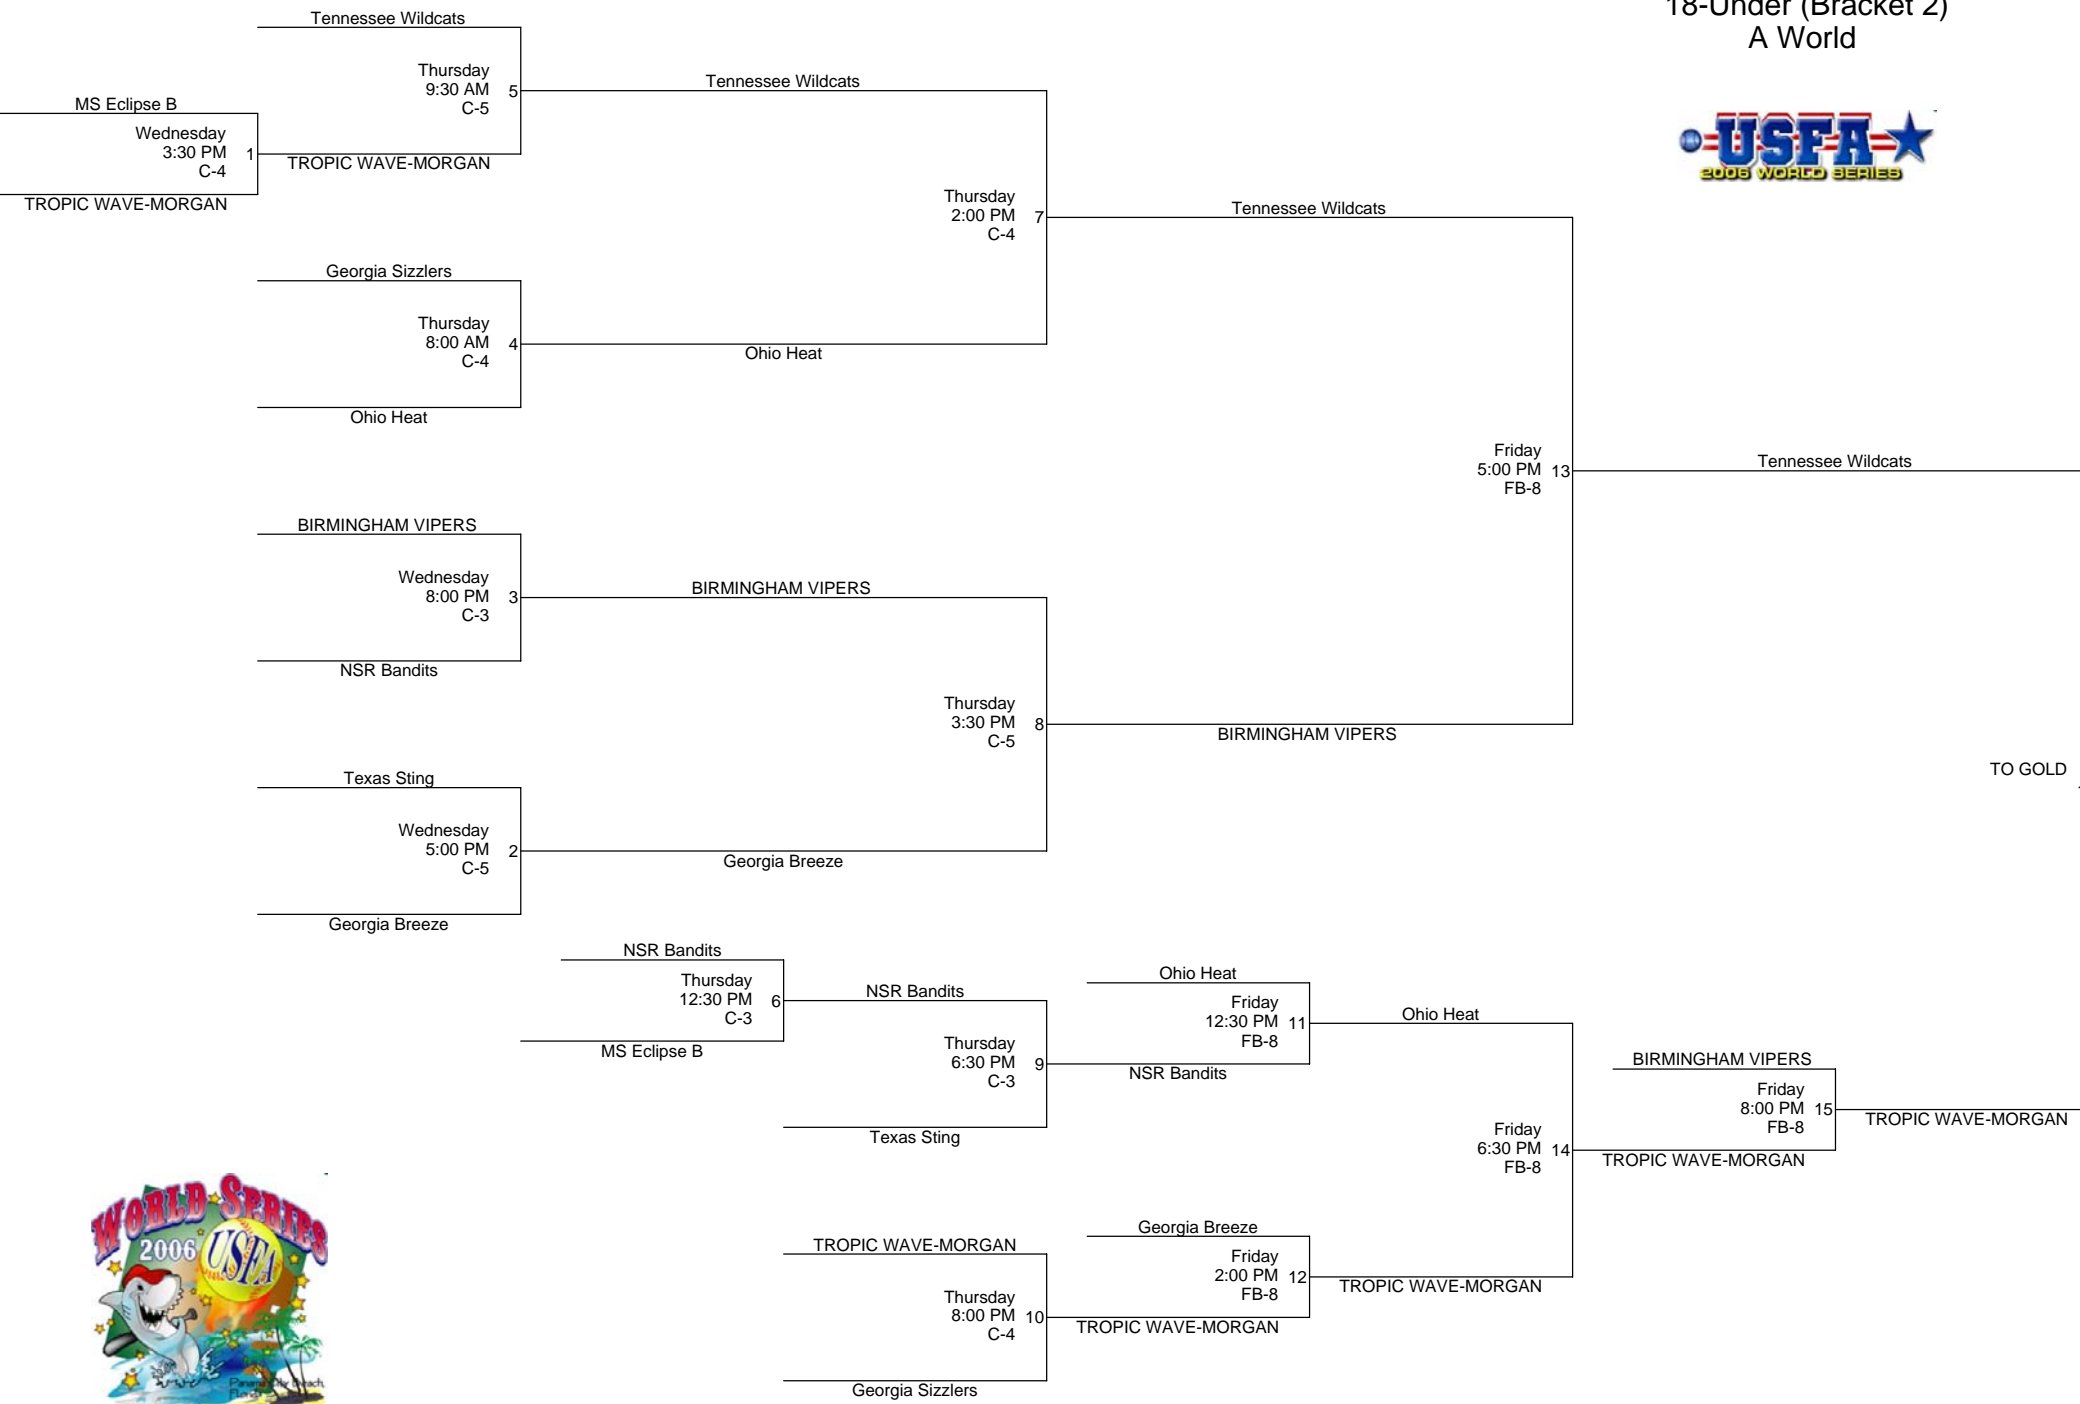 18-Under (Bracket 2)
A World
USFA
2006 WORLD SERIES
Tennessee Wildcats
Thursday
9:30 AM 5
C-5
Tennessee Wildcats
MS Eclipse B
Wednesday
3:30 PM 1
C-4
TROPIC WAVE-MORGAN
TROPIC WAVE-MORGAN
Thursday
2:00 PM 7
C-4
Tennessee Wildcats
Georgia Sizzlers
Thursday
8:00 AM 4
C-4
Ohio Heat
Ohio Heat
Friday
5:00 PM 13
FB-8
Tennessee Wildcats
BIRMINGHAM VIPERS
Wednesday
8:00 PM 3
C-3
BIRMINGHAM VIPERS
NSR Bandits
Thursday
3:30 PM 8
C-5
BIRMINGHAM VIPERS
TO GOLD
Texas Sting
Wednesday
5:00 PM 2
C-5
Georgia Breeze
Georgia Breeze
NSR Bandits
Thursday
12:30 PM 6
C-3
MS Eclipse B
NSR Bandits
Thursday
6:30 PM 9
C-3
Texas Sting
Ohio Heat
Friday
12:30 PM 11
FB-8
NSR Bandits
Ohio Heat
Friday
6:30 PM 14
FB-8
BIRMINGHAM VIPERS
Friday
8:00 PM 15
FB-8
TROPIC WAVE-MORGAN
TROPIC WAVE-MORGAN
Georgia Breeze
Friday
2:00 PM 12
FB-8
TROPIC WAVE-MORGAN
TROPIC WAVE-MORGAN
Thursday
8:00 PM 10
C-4
TROPIC WAVE-MORGAN
Georgia Sizzlers
WORLD SERIES
2006
USFA
Panama City Beach,
Florida